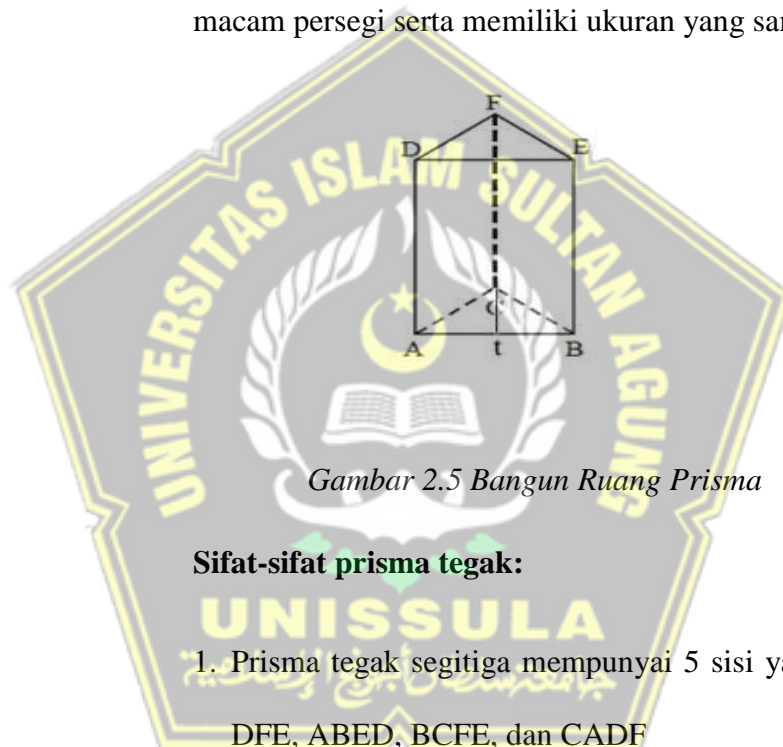 macam persegi serta memiliki ukuran yang
F
D E
C
A t B
Gambar 2.5 Bangun Ruang Prisma
Sifat-sifat prisma tegak:
1. Prisma tegak segitiga mempunyai 5 sisi
DFE, ABED, BCFE, dan CADF
UNIVERSITAS ISLAM SULTAN AGUNG
UNISSULA